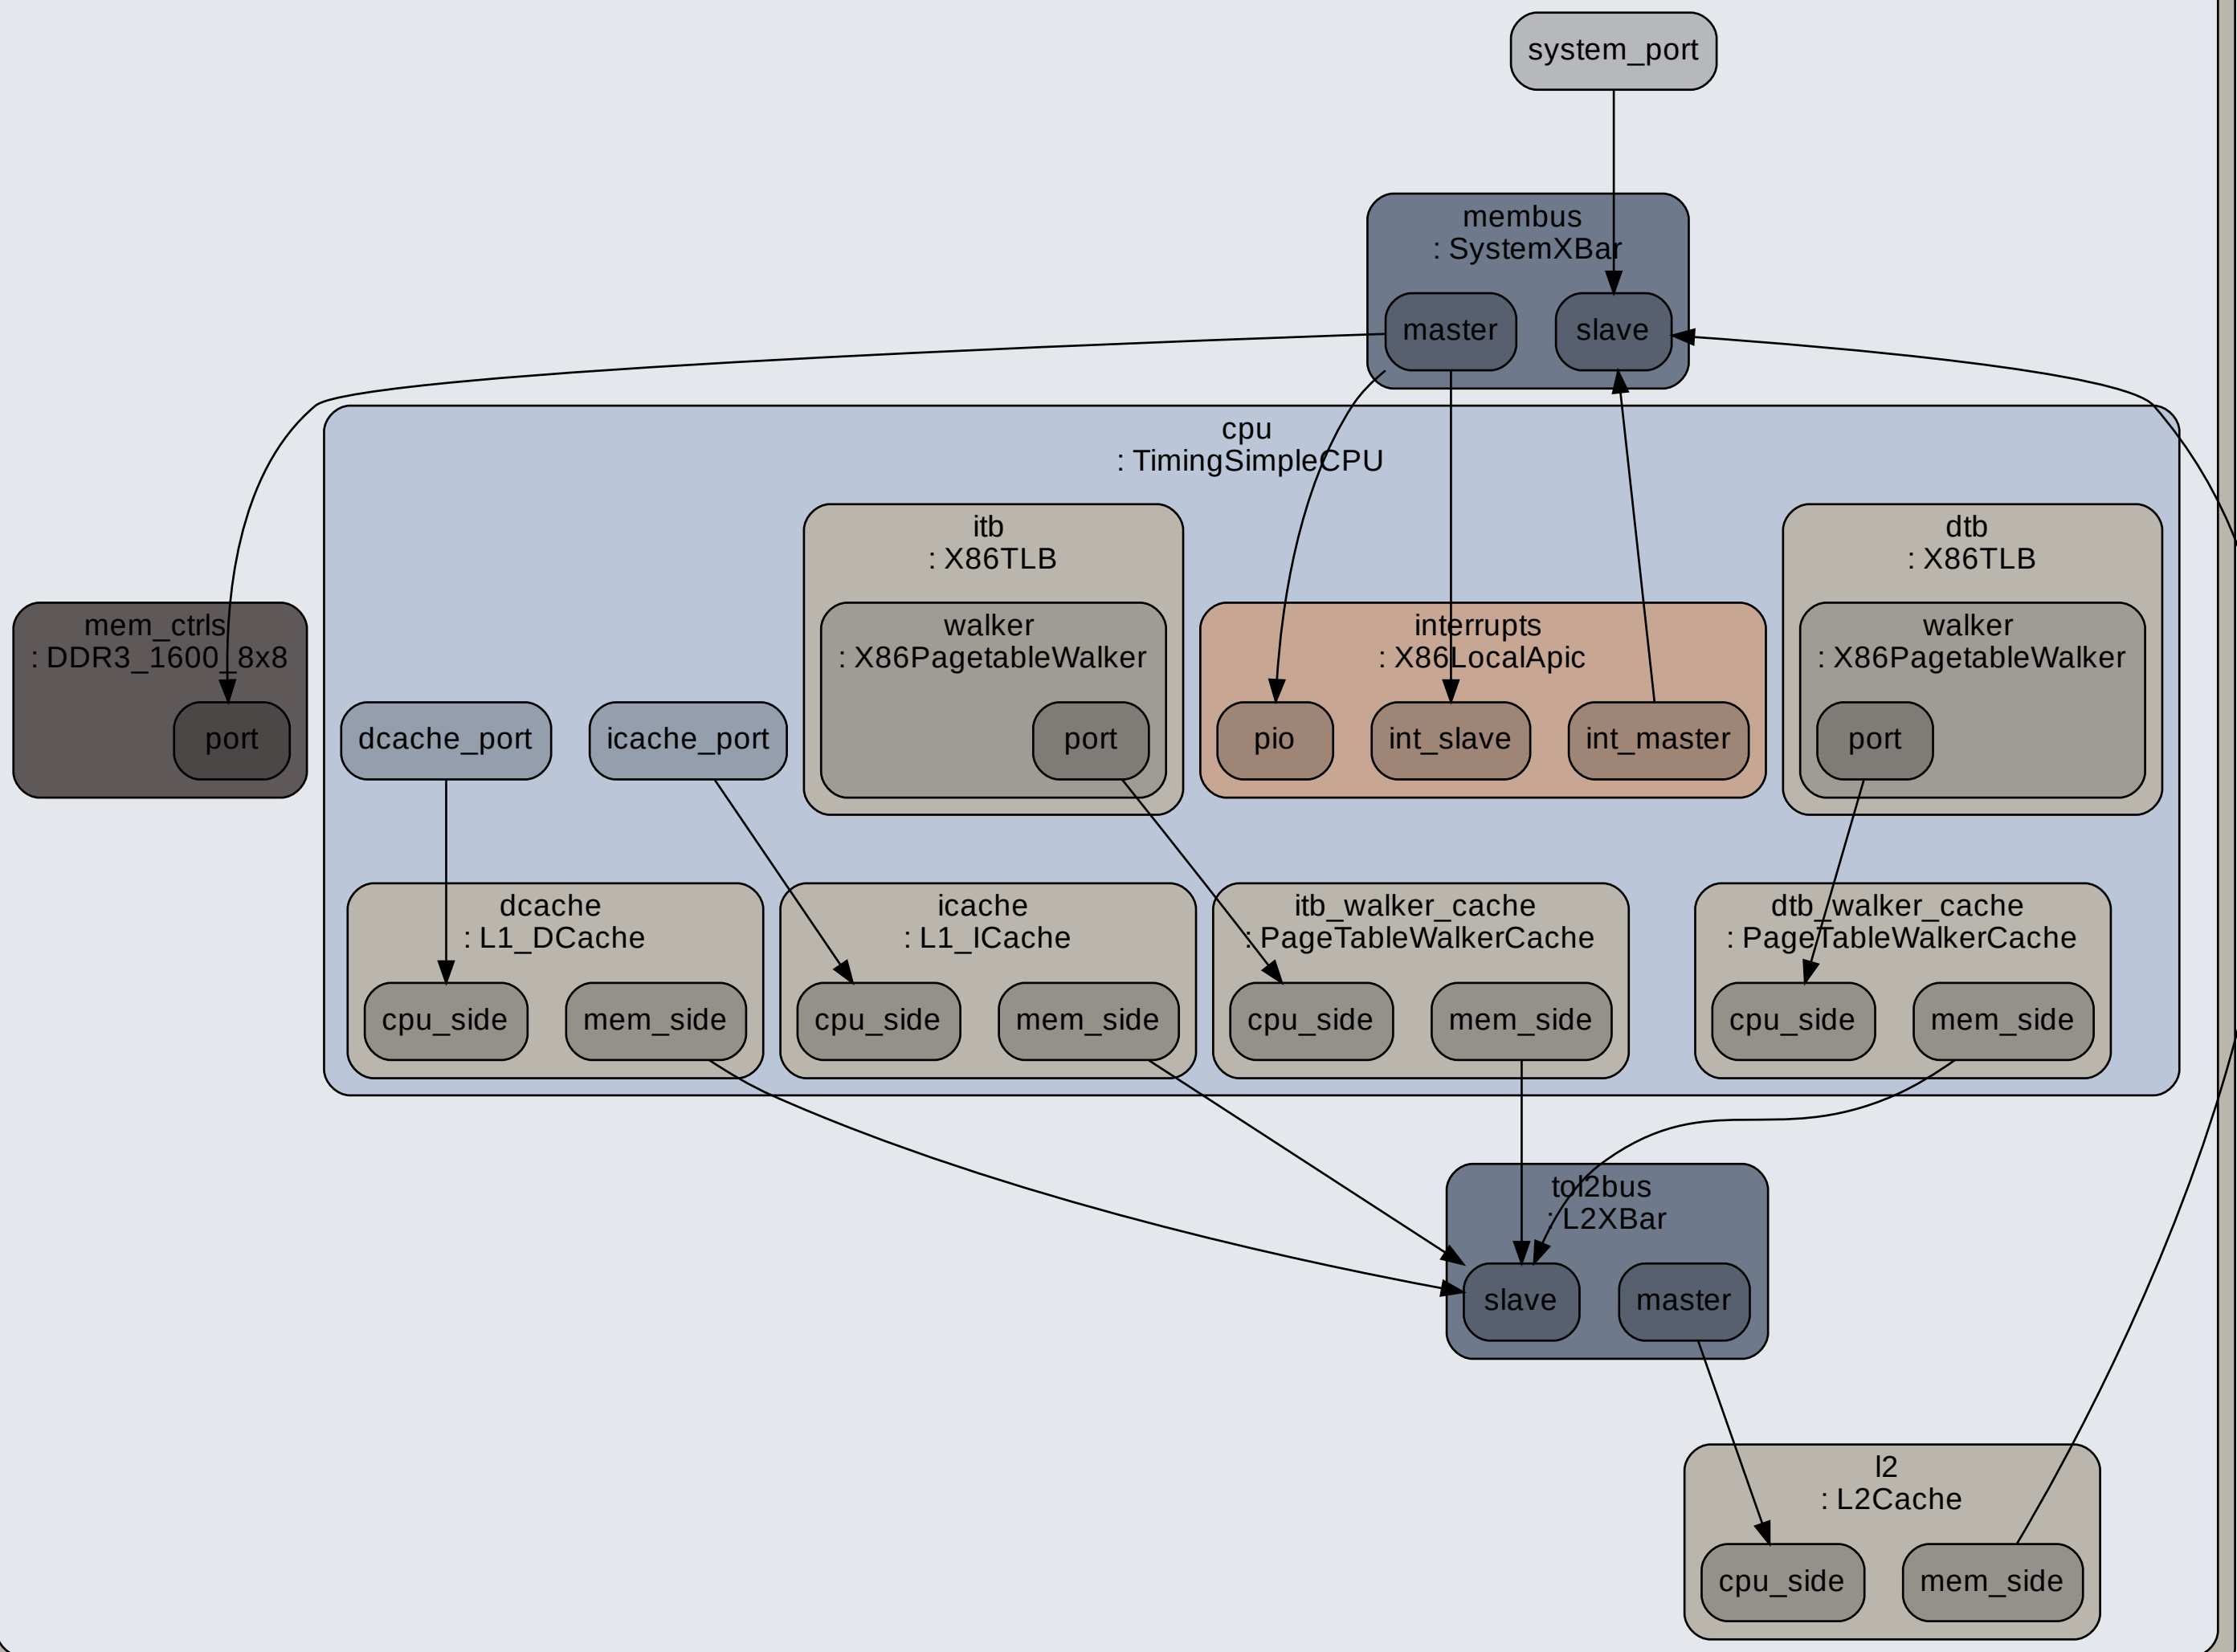 system_port
membus
: SystemXBar
master
slave
cpu
: TimingSimpleCPU
itb
: X86TLB
dtb
: X86TLB
mem_ctrls
: DDR3_1600_8x8
walker
: X86PagetableWalker
interrupts
: X86LocalApic
walker
: X86PagetableWalker
port
dcache_port
icache_port
port
pio
int_slave
int_master
port
dcache
: L1_DCache
icache
: L1_ICache
itb_walker_cache
: PageTableWalkerCache
dtb_walker_cache
: PageTableWalkerCache
cpu_side
mem_side
cpu_side
mem_side
cpu_side
mem_side
cpu_side
mem_side
tol2bus
: L2XBar
slave
master
l2
: L2Cache
cpu_side
mem_side